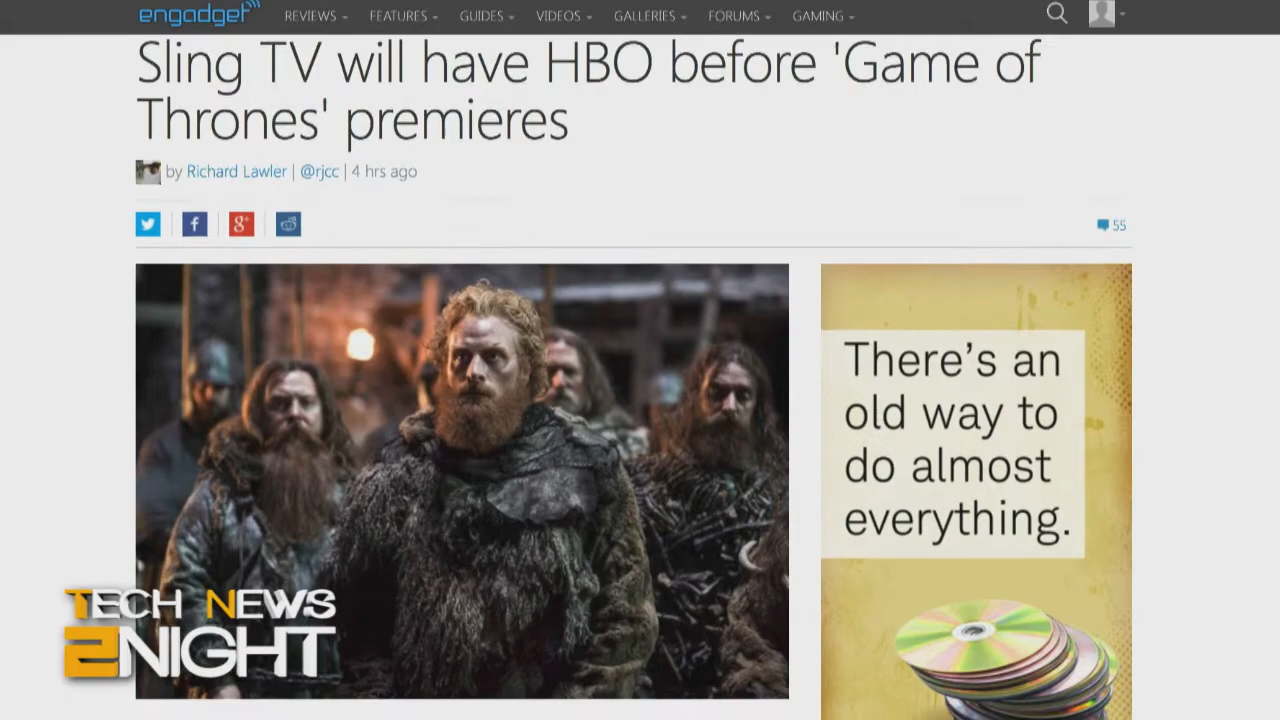 engadget
REVIEWS FEATURES GUIDES VIDEOS GALLERIES FORUMS GAMING
Sling TV will have HBO before 'Game of
Thrones' premieres
by Richard Lawler | @rjcc | 4 hrs ago
f g+
55
There's an
old way to
do almost
everything.
TECH NEWS
2NIGHT